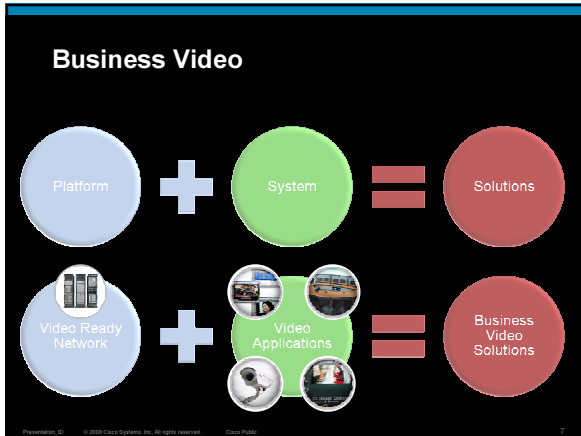 Business Video
Platform
System
Solutions
Video Ready
Network
Video
Applications
Business
Video
Solutions
Presentation_ID
© 2008 Cisco Systems, Inc. All rights reserved.
Cisco Public
7